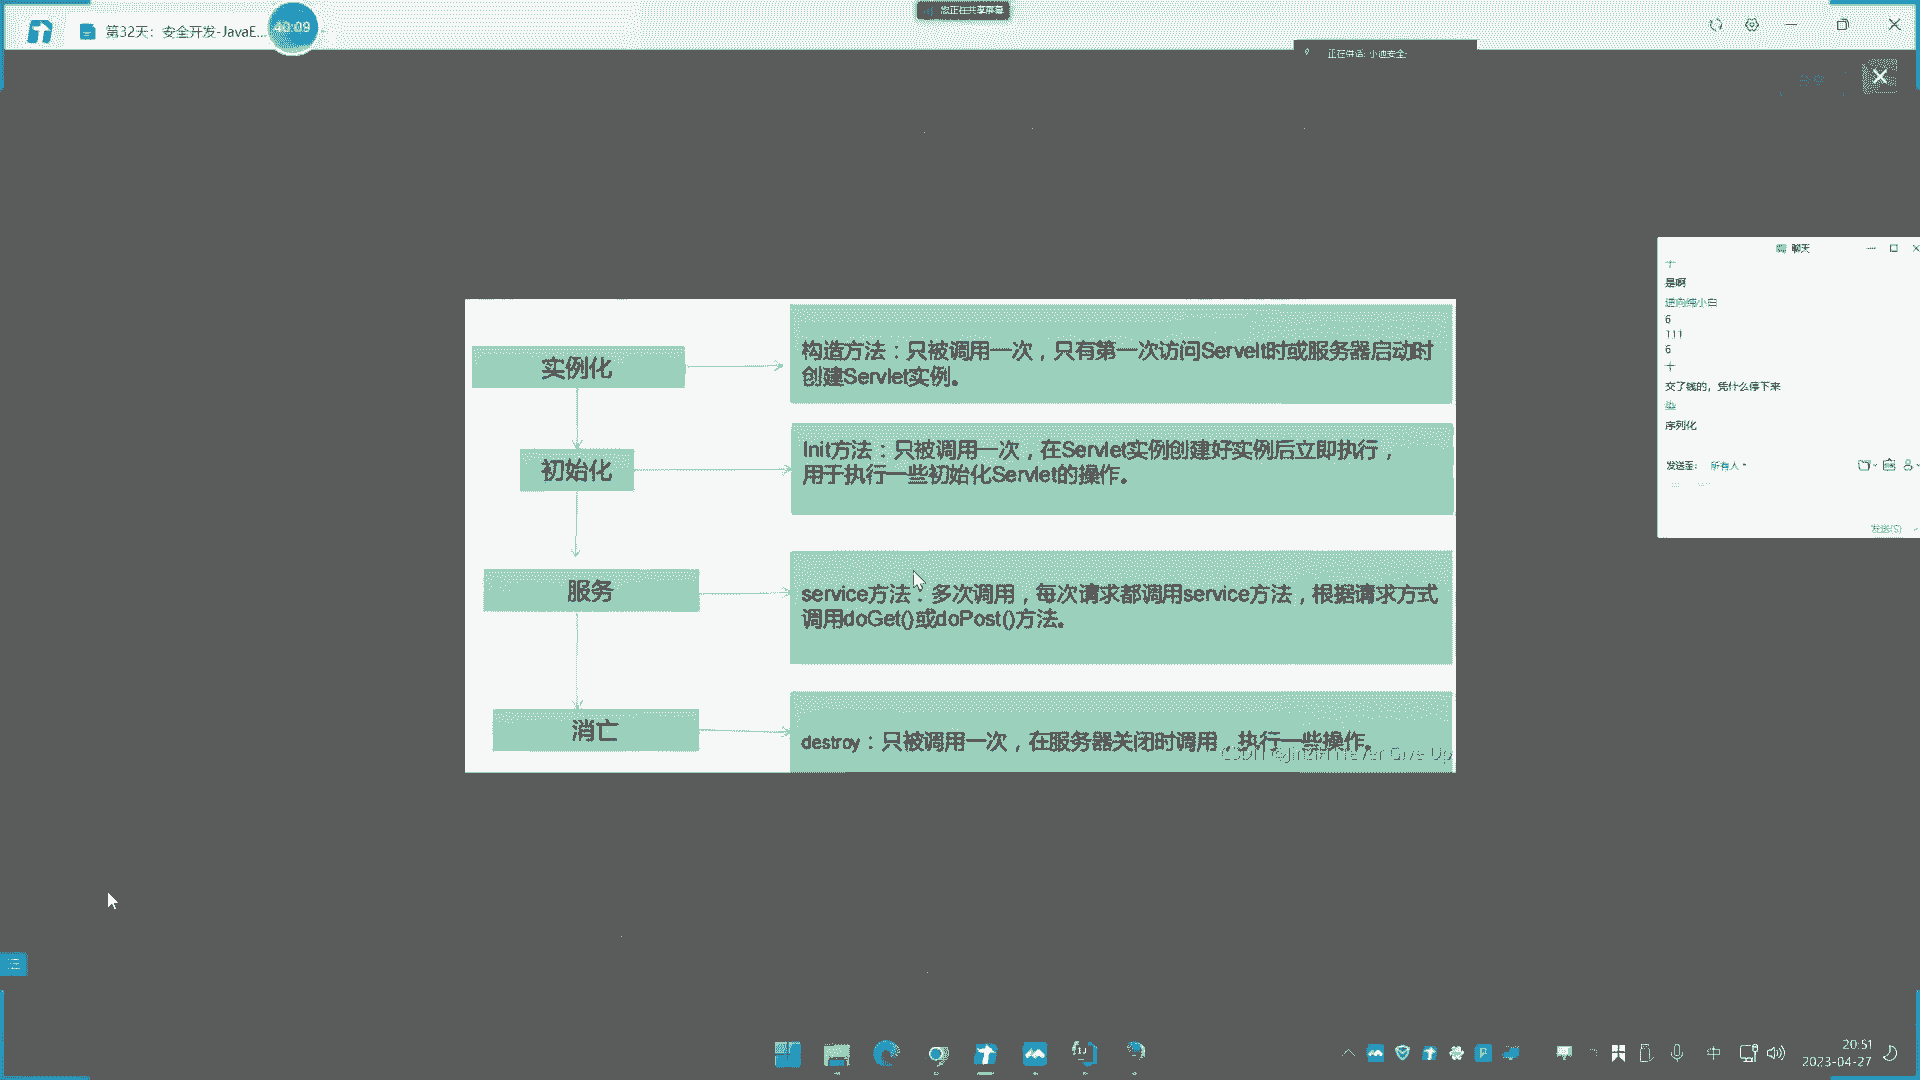 第32天：安全开发-JavaE...
40:09
您正在共享屏幕
正在讲话: 小迪安全;
聊天
是啊
逆向纯小白
6
111
6
交了钱的，凭什么停下来
序列化
发送至： 所有人
发送(S)
实例化
构造方法：只被调用一次，只有第一次访问Servelt时或服务器启动时
创建Servlet实例。
初始化
Init方法：只被调用一次，在Servlet实例创建好实例后立即执行，
用于执行一些初始化Servlet的操作。
服务
service方法：多次调用，每次请求都调用service方法，根据请求方式
调用doGet()或doPost()方法。
消亡
destroy：只被调用一次，在服务器关闭时调用，执行一些操作。
Never Give Up
中
20:51
2023-04-27